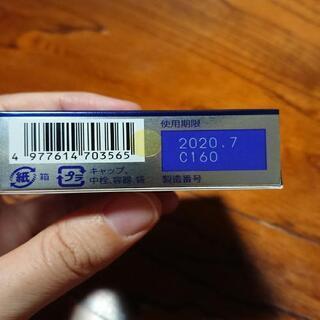 使用期限
2020.7
C160
製造番号
4 977614 703565
紙 箱
プラ キャップ、
中栓、容器、袋